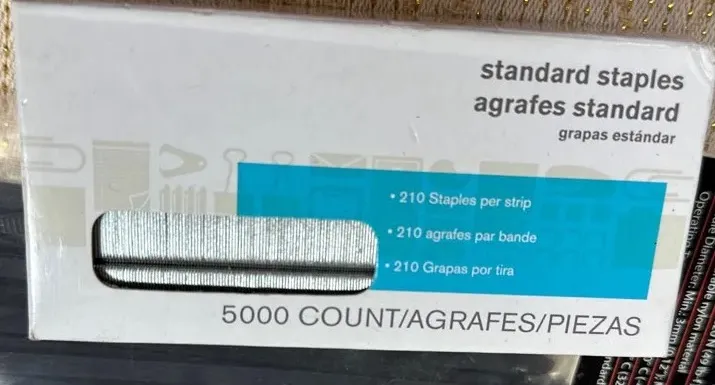 standard staples
agrafes standard
grapas estándar
• 210 Staples per strip
• 210 agrafes par bande
• 210 Grapas por tira
5000 COUNT/AGRAFES/PIEZAS